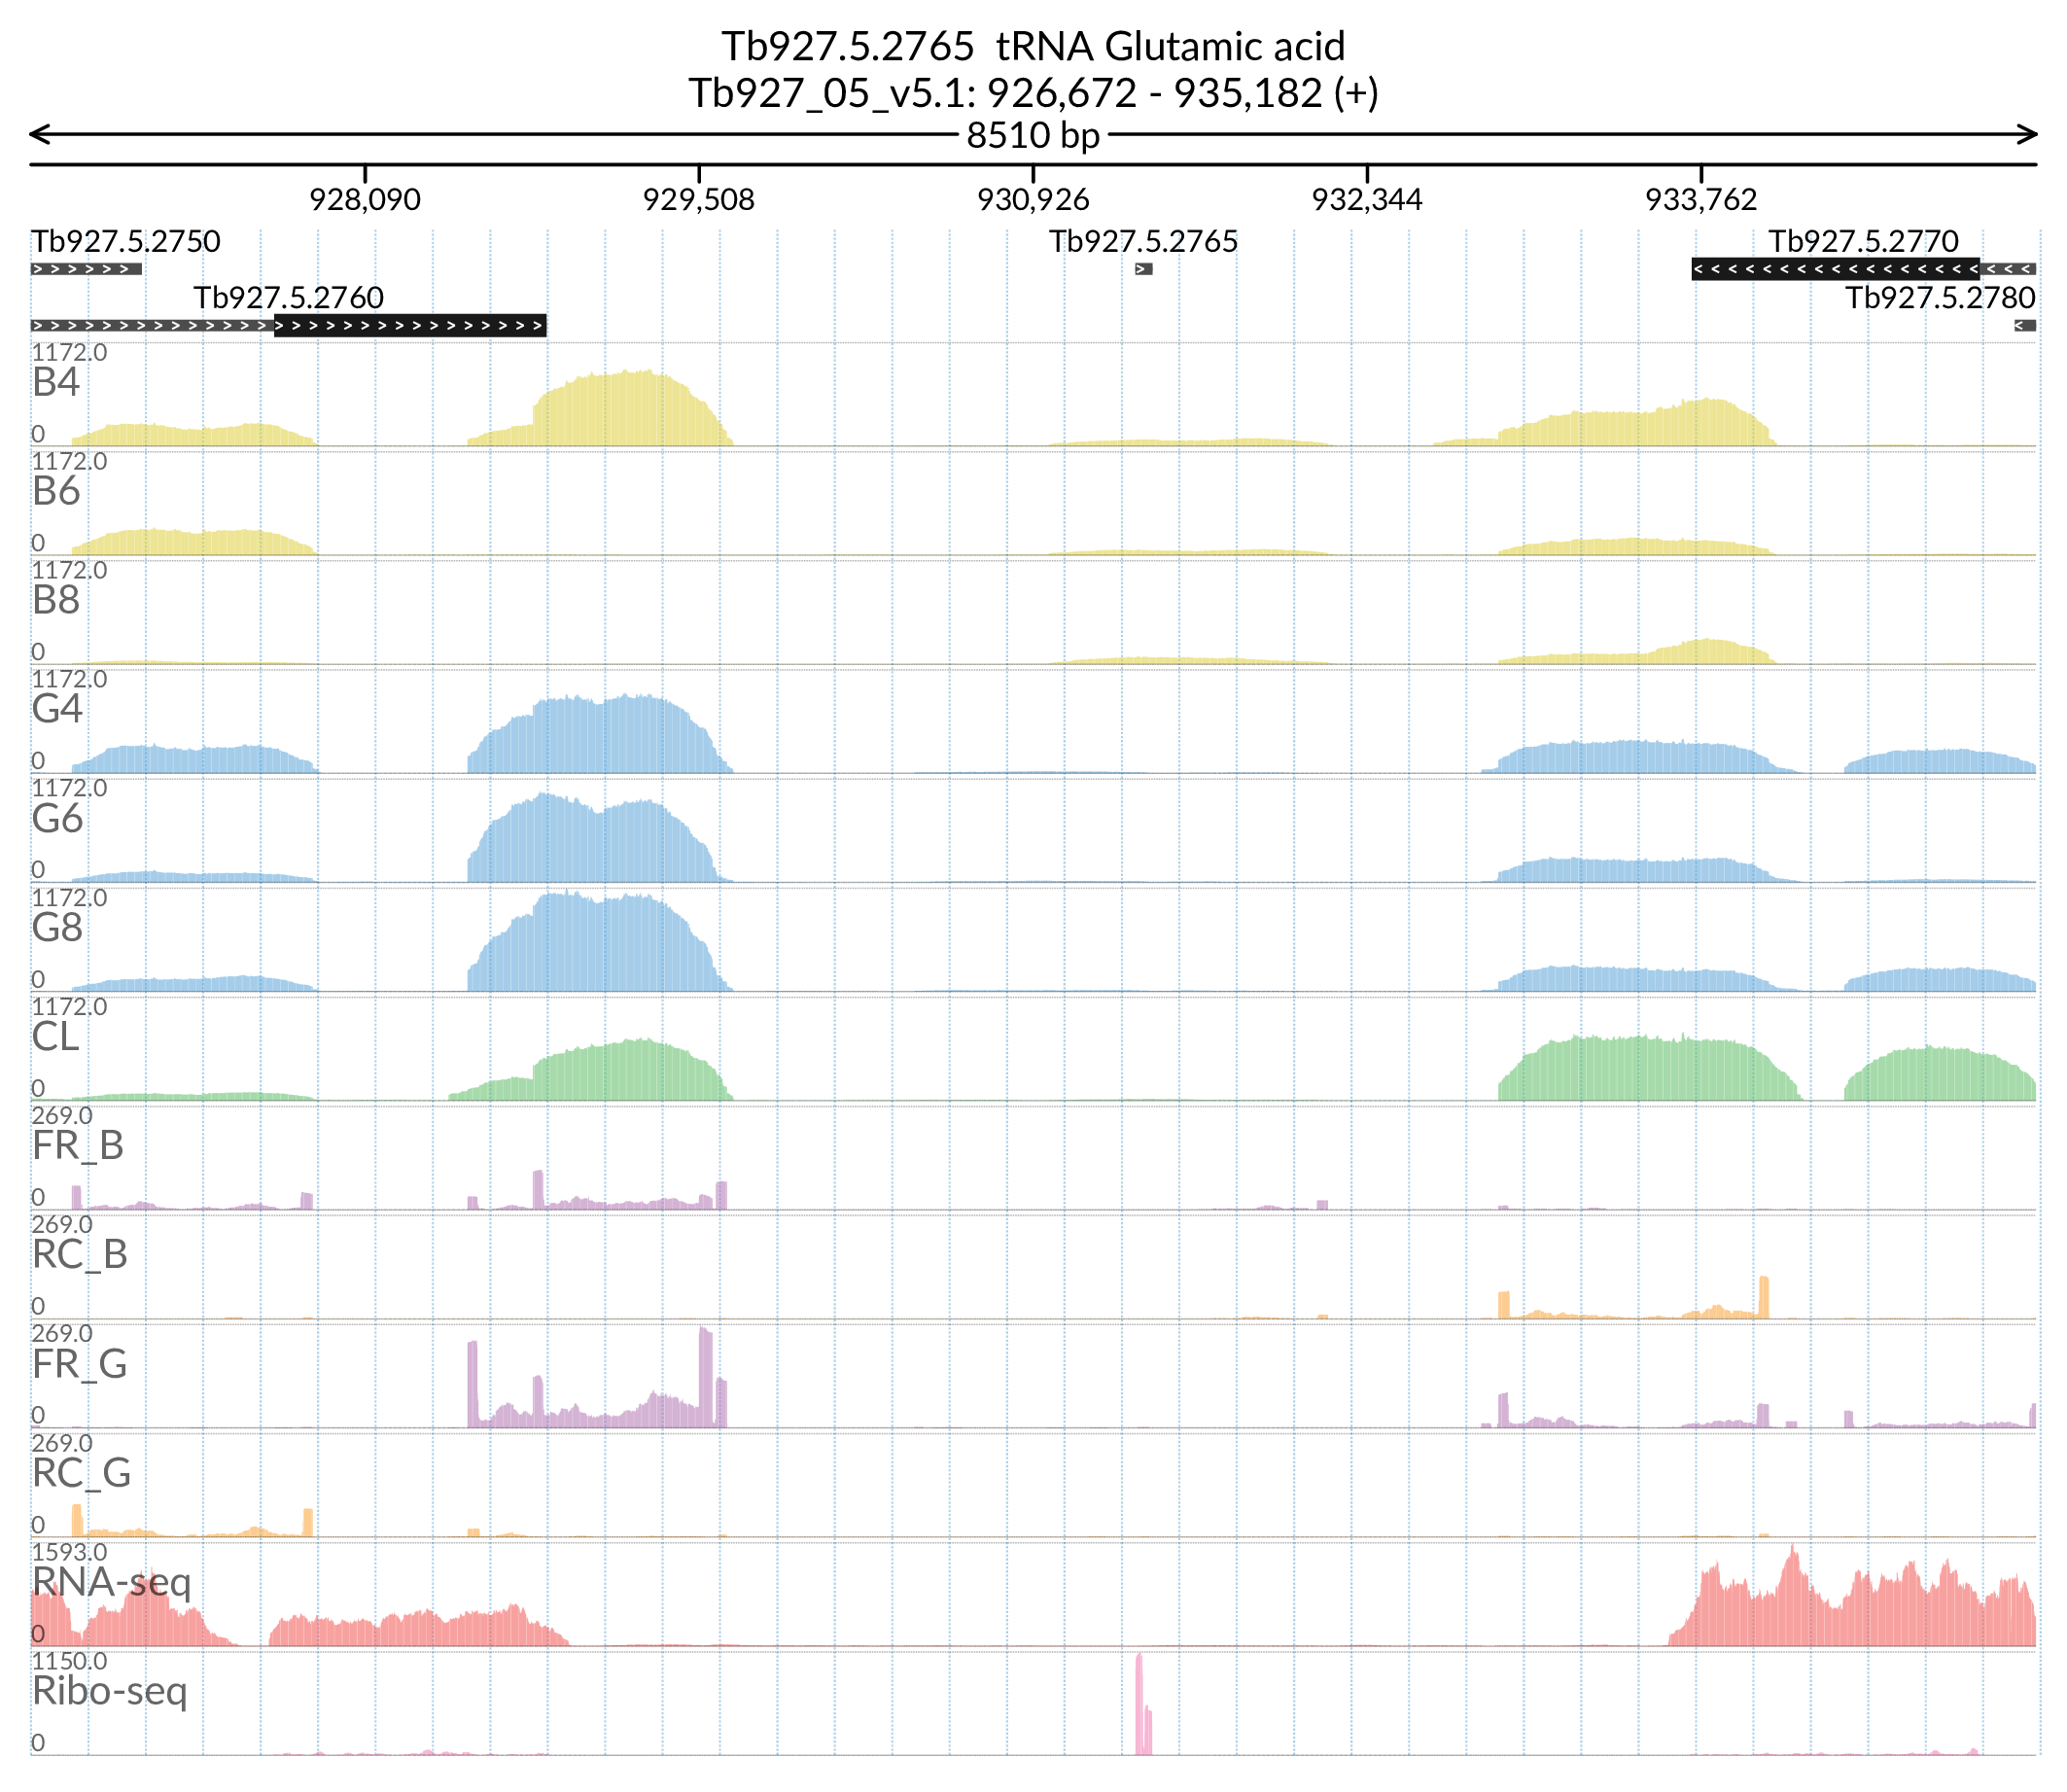 Tb927.5.2765 tRNA Glutamic acid
Tb927_05_v5.1: 926,672 - 935,182 (+)
8510 bp
928,090 929,508 930,926 932,344 933,762
Tb927.5.2750 Tb927.5.2765 Tb927.5.2770
Tb927.5.2760 Tb927.5.2780
1172.0
B4
0
1172.0
B6
0
1172.0
B8
0
1172.0
G4
0
1172.0
G6
0
1172.0
G8
0
1172.0
CL
0
269.0
FR_B
0
269.0
RC_B
0
269.0
FR_G
0
269.0
RC_G
0
1593.0
RNA-seq
0
1150.0
Ribo-seq
0